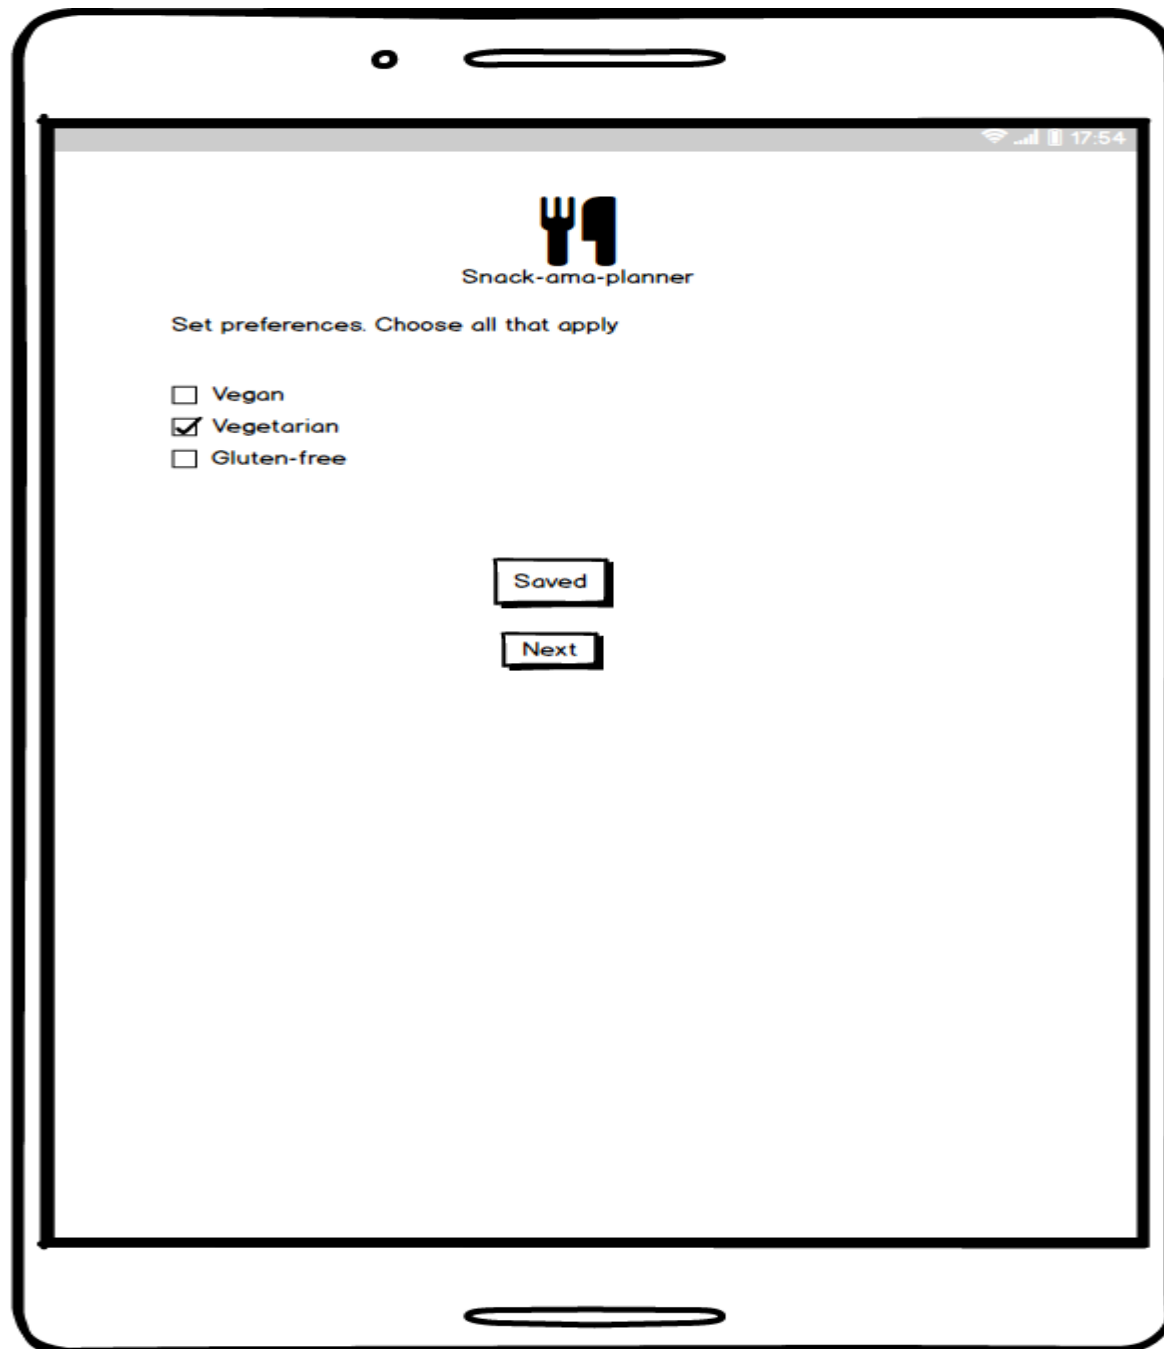 17:54
Snack-ama-planner
Set preferences. Choose all that apply
Vegan
Vegetarian
Gluten-free
Saved
Next